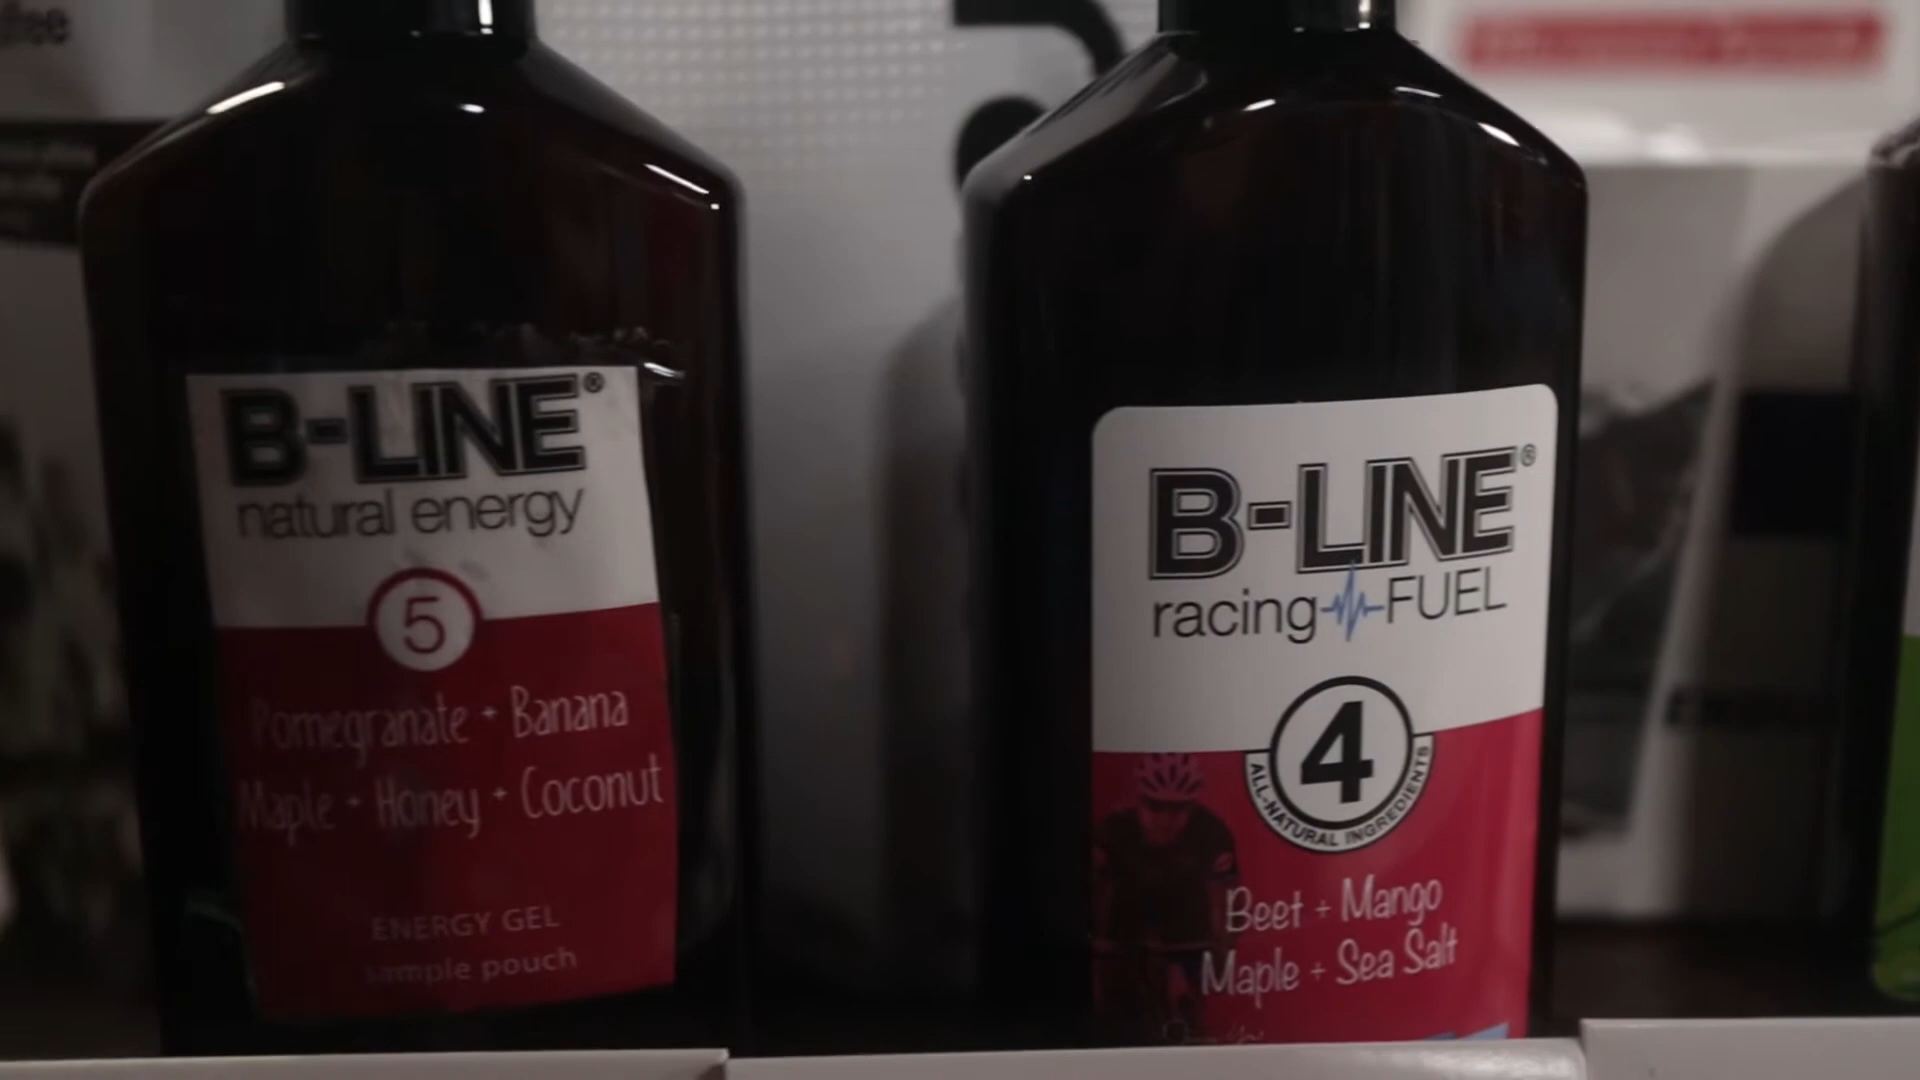 B-LINE®
natural energy
5
Pomegranate + Banana
Maple + Honey + Coconut
ENERGY GEL
sample pouch
B-LINE®
racing FUEL
4
ALL-NATURAL INGREDIENTS
Beet + Mango
Maple + Sea Salt